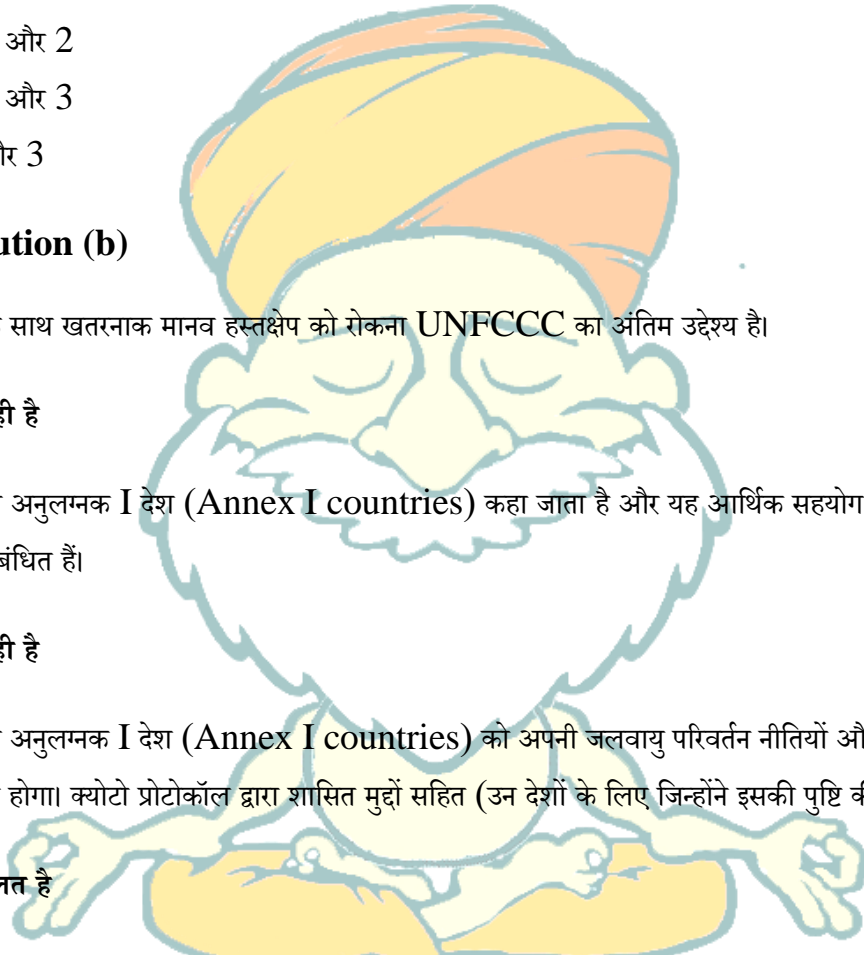 और 2
और 3
र 3
ution (b)
साथ खतरनाक मानव हस्तक्षेप को रोकना UNFCCC का अंतिम उद्देश्य है।
ही है
अनुलग्नक I देश (Annex I countries) कहा जाता है और यह आर्थिक सहयोग
बंधित हैं।
ही है
अनुलग्नक I देश (Annex I countries) को अपनी जलवायु परिवर्तन नीतियों और
होगा। क्योटो प्रोटोकॉल द्वारा शासित मुद्दों सहित (उन देशों के लिए जिन्होंने इसकी पुष्टि की
लत है